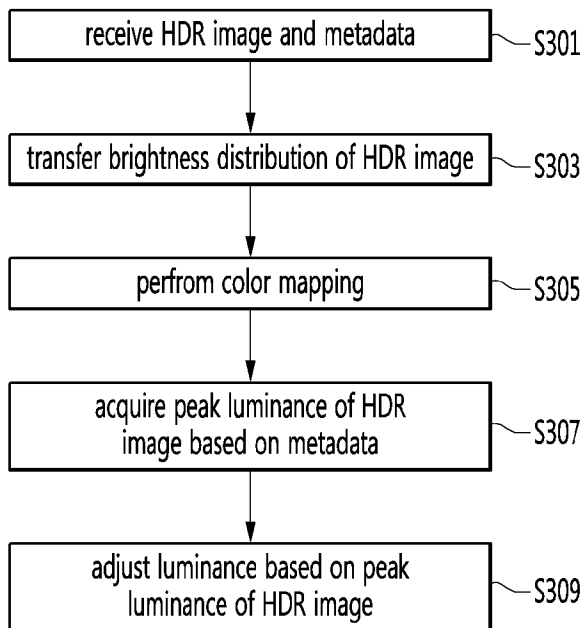 receive HDR image and metadata
S301
transfer brightness distribution of HDR image
S303
perfrom color mapping
S305
acquire peak luminance of HDR
image based on metadata
S307
adjust luminance based on peak
luminance of HDR image
S309